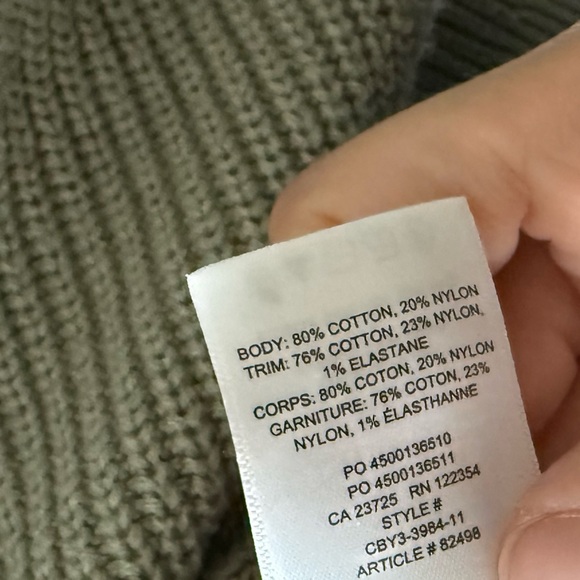 BODY: 80% COTTON, 20% NYLON
TRIM: 76% COTTON, 23% NYLON,
1% ELASTANE
CORPS: 80% COTON, 20% NYLON
GARNITURE: 76% COTON, 23%
NYLON, 1% ÉLASTHANNE
PO 4500136510
PO 4500136511
CA 23725 RN 122354
STYLE #
CBY3-3984-11
ARTICLE # 82498